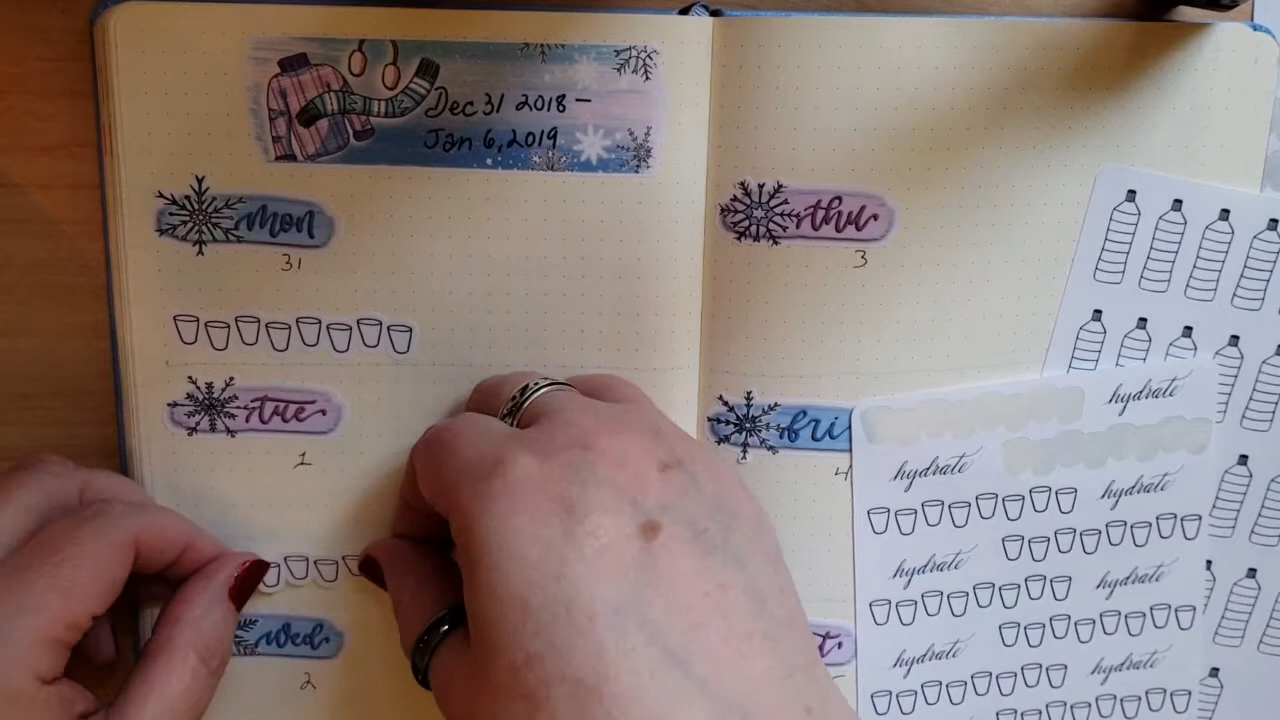 Dec 31 2018 -
Jan 6, 2019
mon
31
tue
1
wed
2
thu
3
fri
4
hydrate
hydrate
hydrate
hydrate
hydrate
hydrate
hydrate